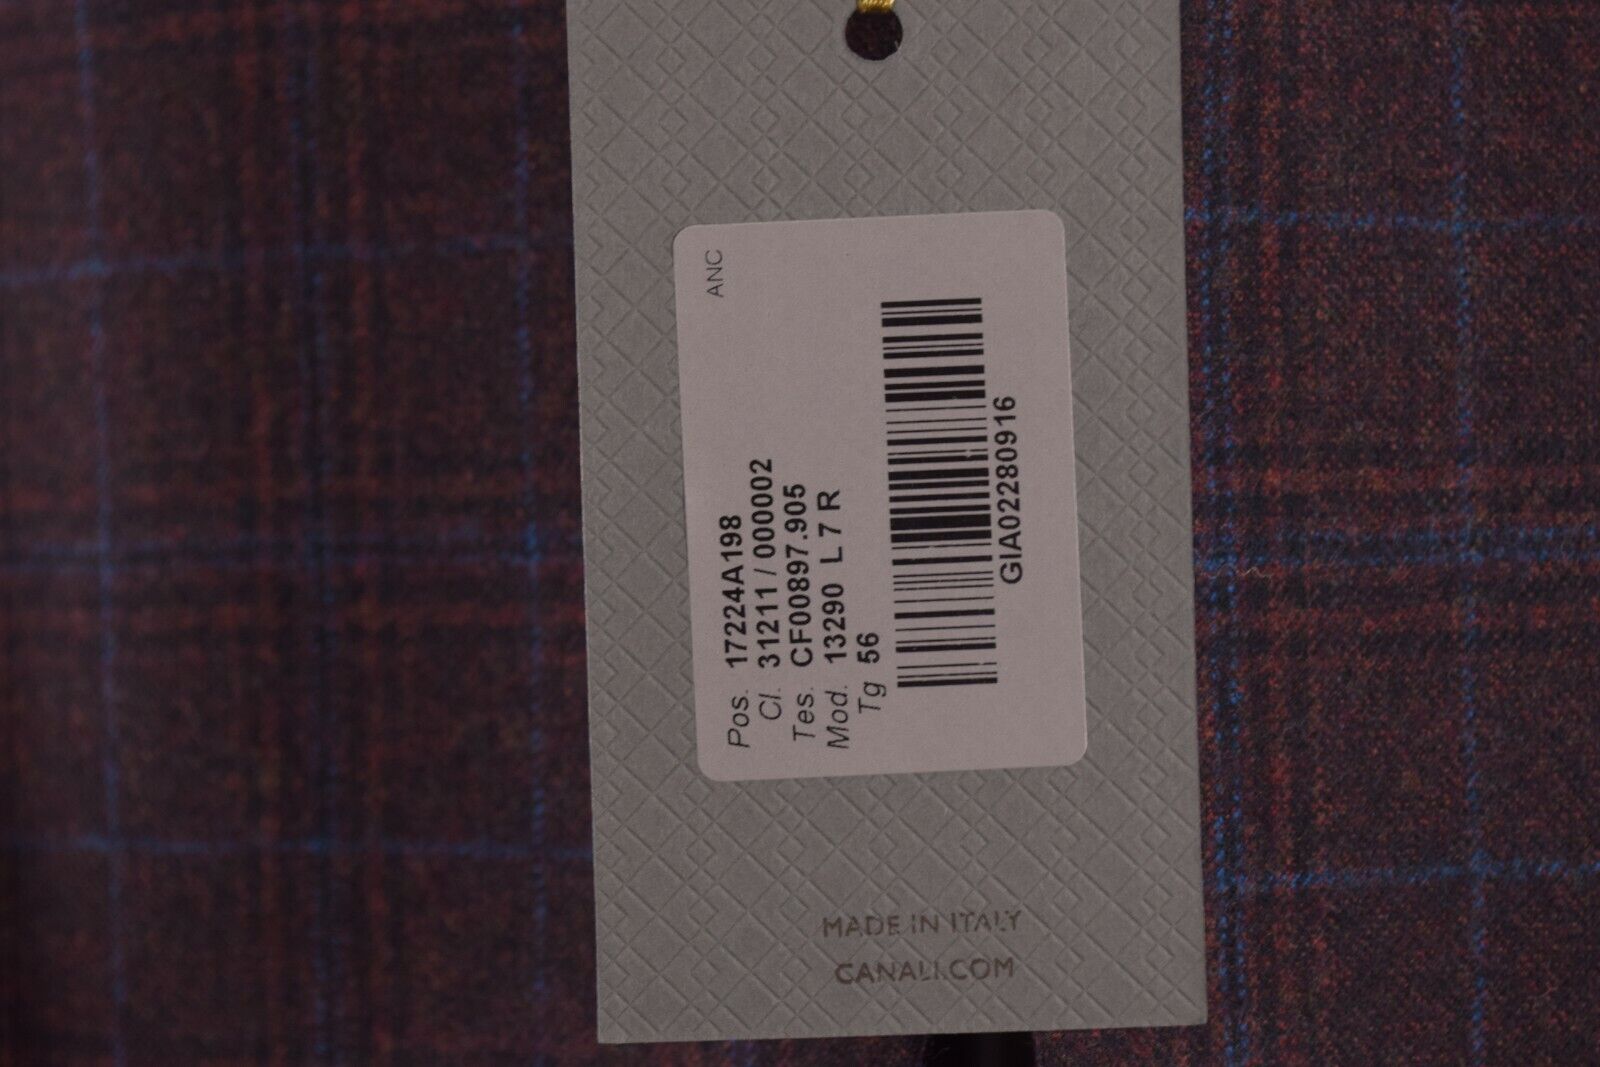 ANC
Pos. 17224A198
Cl. 31211 / 000002
Tes. CF00897.905
Mod. 13290 L 7 R
Tg 56
GIA02280916
MADE IN ITALY
CANALI.COM